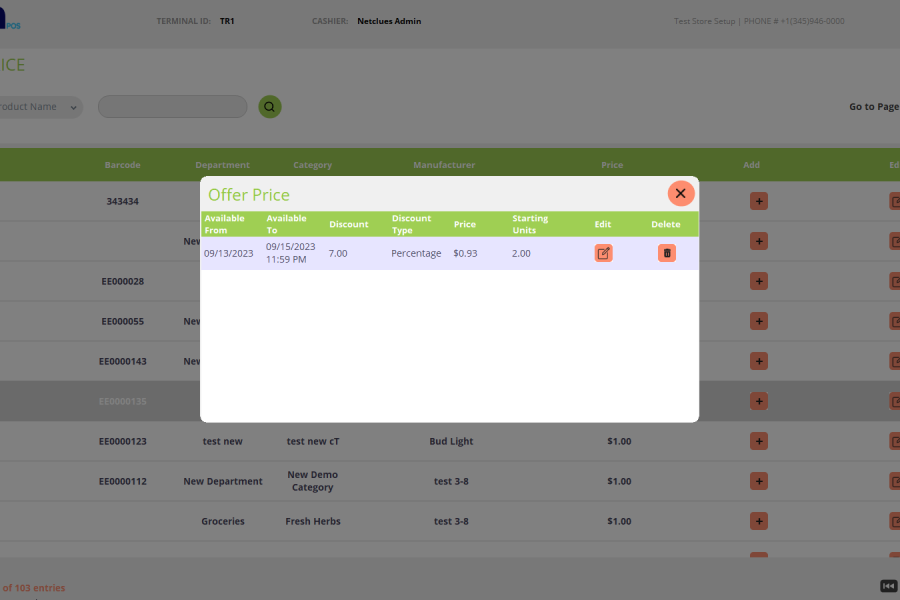 POS
TERMINAL ID: TR1 CASHIER: Netclues Admin Test Store Setup | PHONE # +1(345)946-0000
ICE
roduct Name Go to Page
Barcode Department Category Manufacturer Price Add Ed
Offer Price
Available From Available To Discount Discount Type Price Starting Units Edit Delete
09/13/2023 09/15/2023 11:59 PM 7.00 Percentage $0.93 2.00
343434
New
EE000028
EE000055 New
EE0000143 New
EE0000135
EE0000123 test new test new cT Bud Light $1.00
EE0000112 New Department New Demo Category test 3-8 $1.00
Groceries Fresh Herbs test 3-8 $1.00
of 103 entries